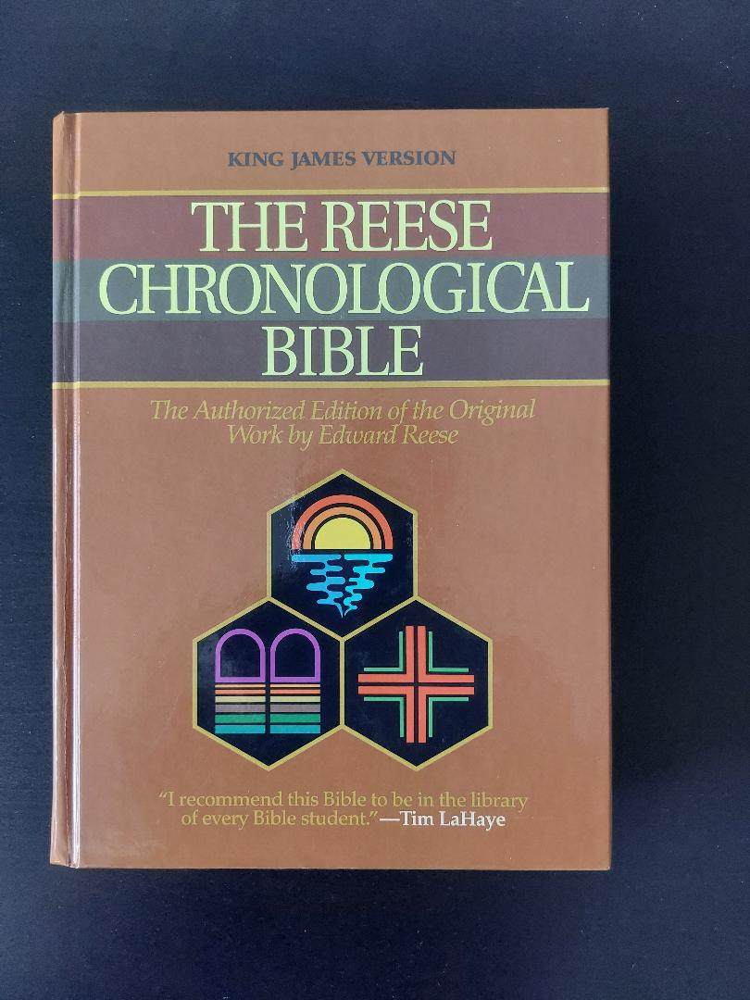 KING JAMES VERSION
THE REESE
CHRONOLOGICAL
BIBLE
The Authorized Edition of the Original
Work by Edward Reese
“I recommend this Bible to be in the library
of every Bible student.”—Tim LaHaye